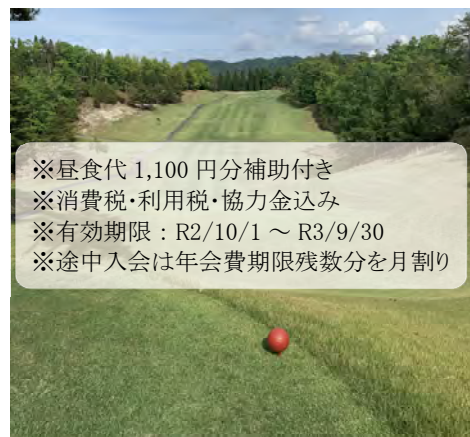 ※昼食代 1,100 円分補助付き
※消費税・利用税・協力金込み
※有効期限：R2/10/1 ～ R3/9/30
※途中入会は年会費期限残数分を月割り